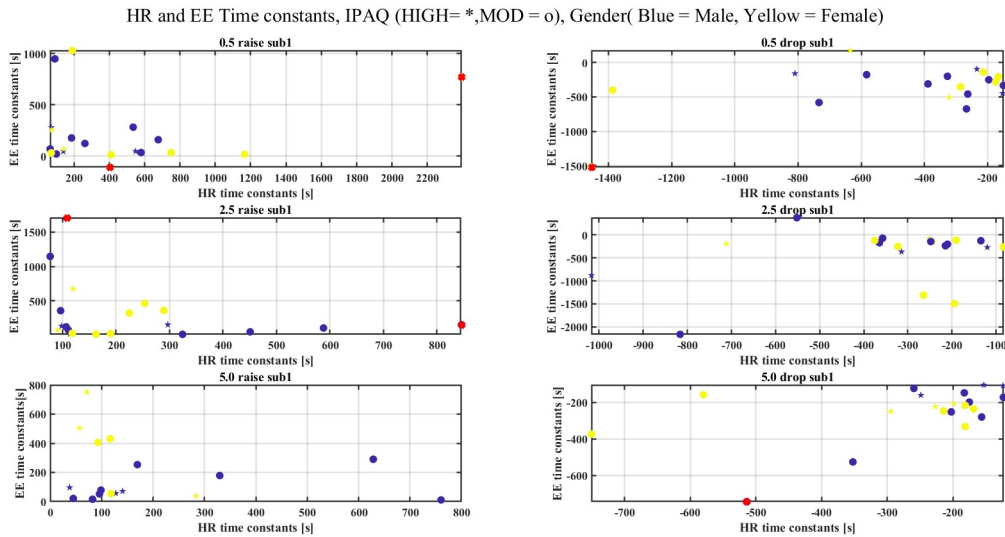 HR and EE Time constants, IPAQ (HIGH= *,MOD = o), Gender( Blue = Male, Yellow = Female)
0.5 raise sub1
EE time constants [s]
1000
500
0
200 400 600 800 1000 1200 1400 1600 1800 2000 2200
HR time constants [s]
0.5 drop sub1
EE time constants [s]
0
-500
-1000
-1500
-1400 -1200 -1000 -800 -600 -400 -200
HR time constants [s]
2.5 raise sub1
EE time constants [s]
1500
1000
500
100 200 300 400 500 600 700 800
HR time constants [s]
2.5 drop sub1
EE time constants [s]
0
-500
-1000
-1500
-2000
-1000 -900 -800 -700 -600 -500 -400 -300 -200 -100
HR time constants [s]
5.0 raise sub1
EE time constants[s]
800
600
400
200
0
0 100 200 300 400 500 600 700 800
HR time constants [s]
5.0 drop sub1
EE time constants [s]
-200
-400
-600
-700 -600 -500 -400 -300 -200
HR time constants [s]